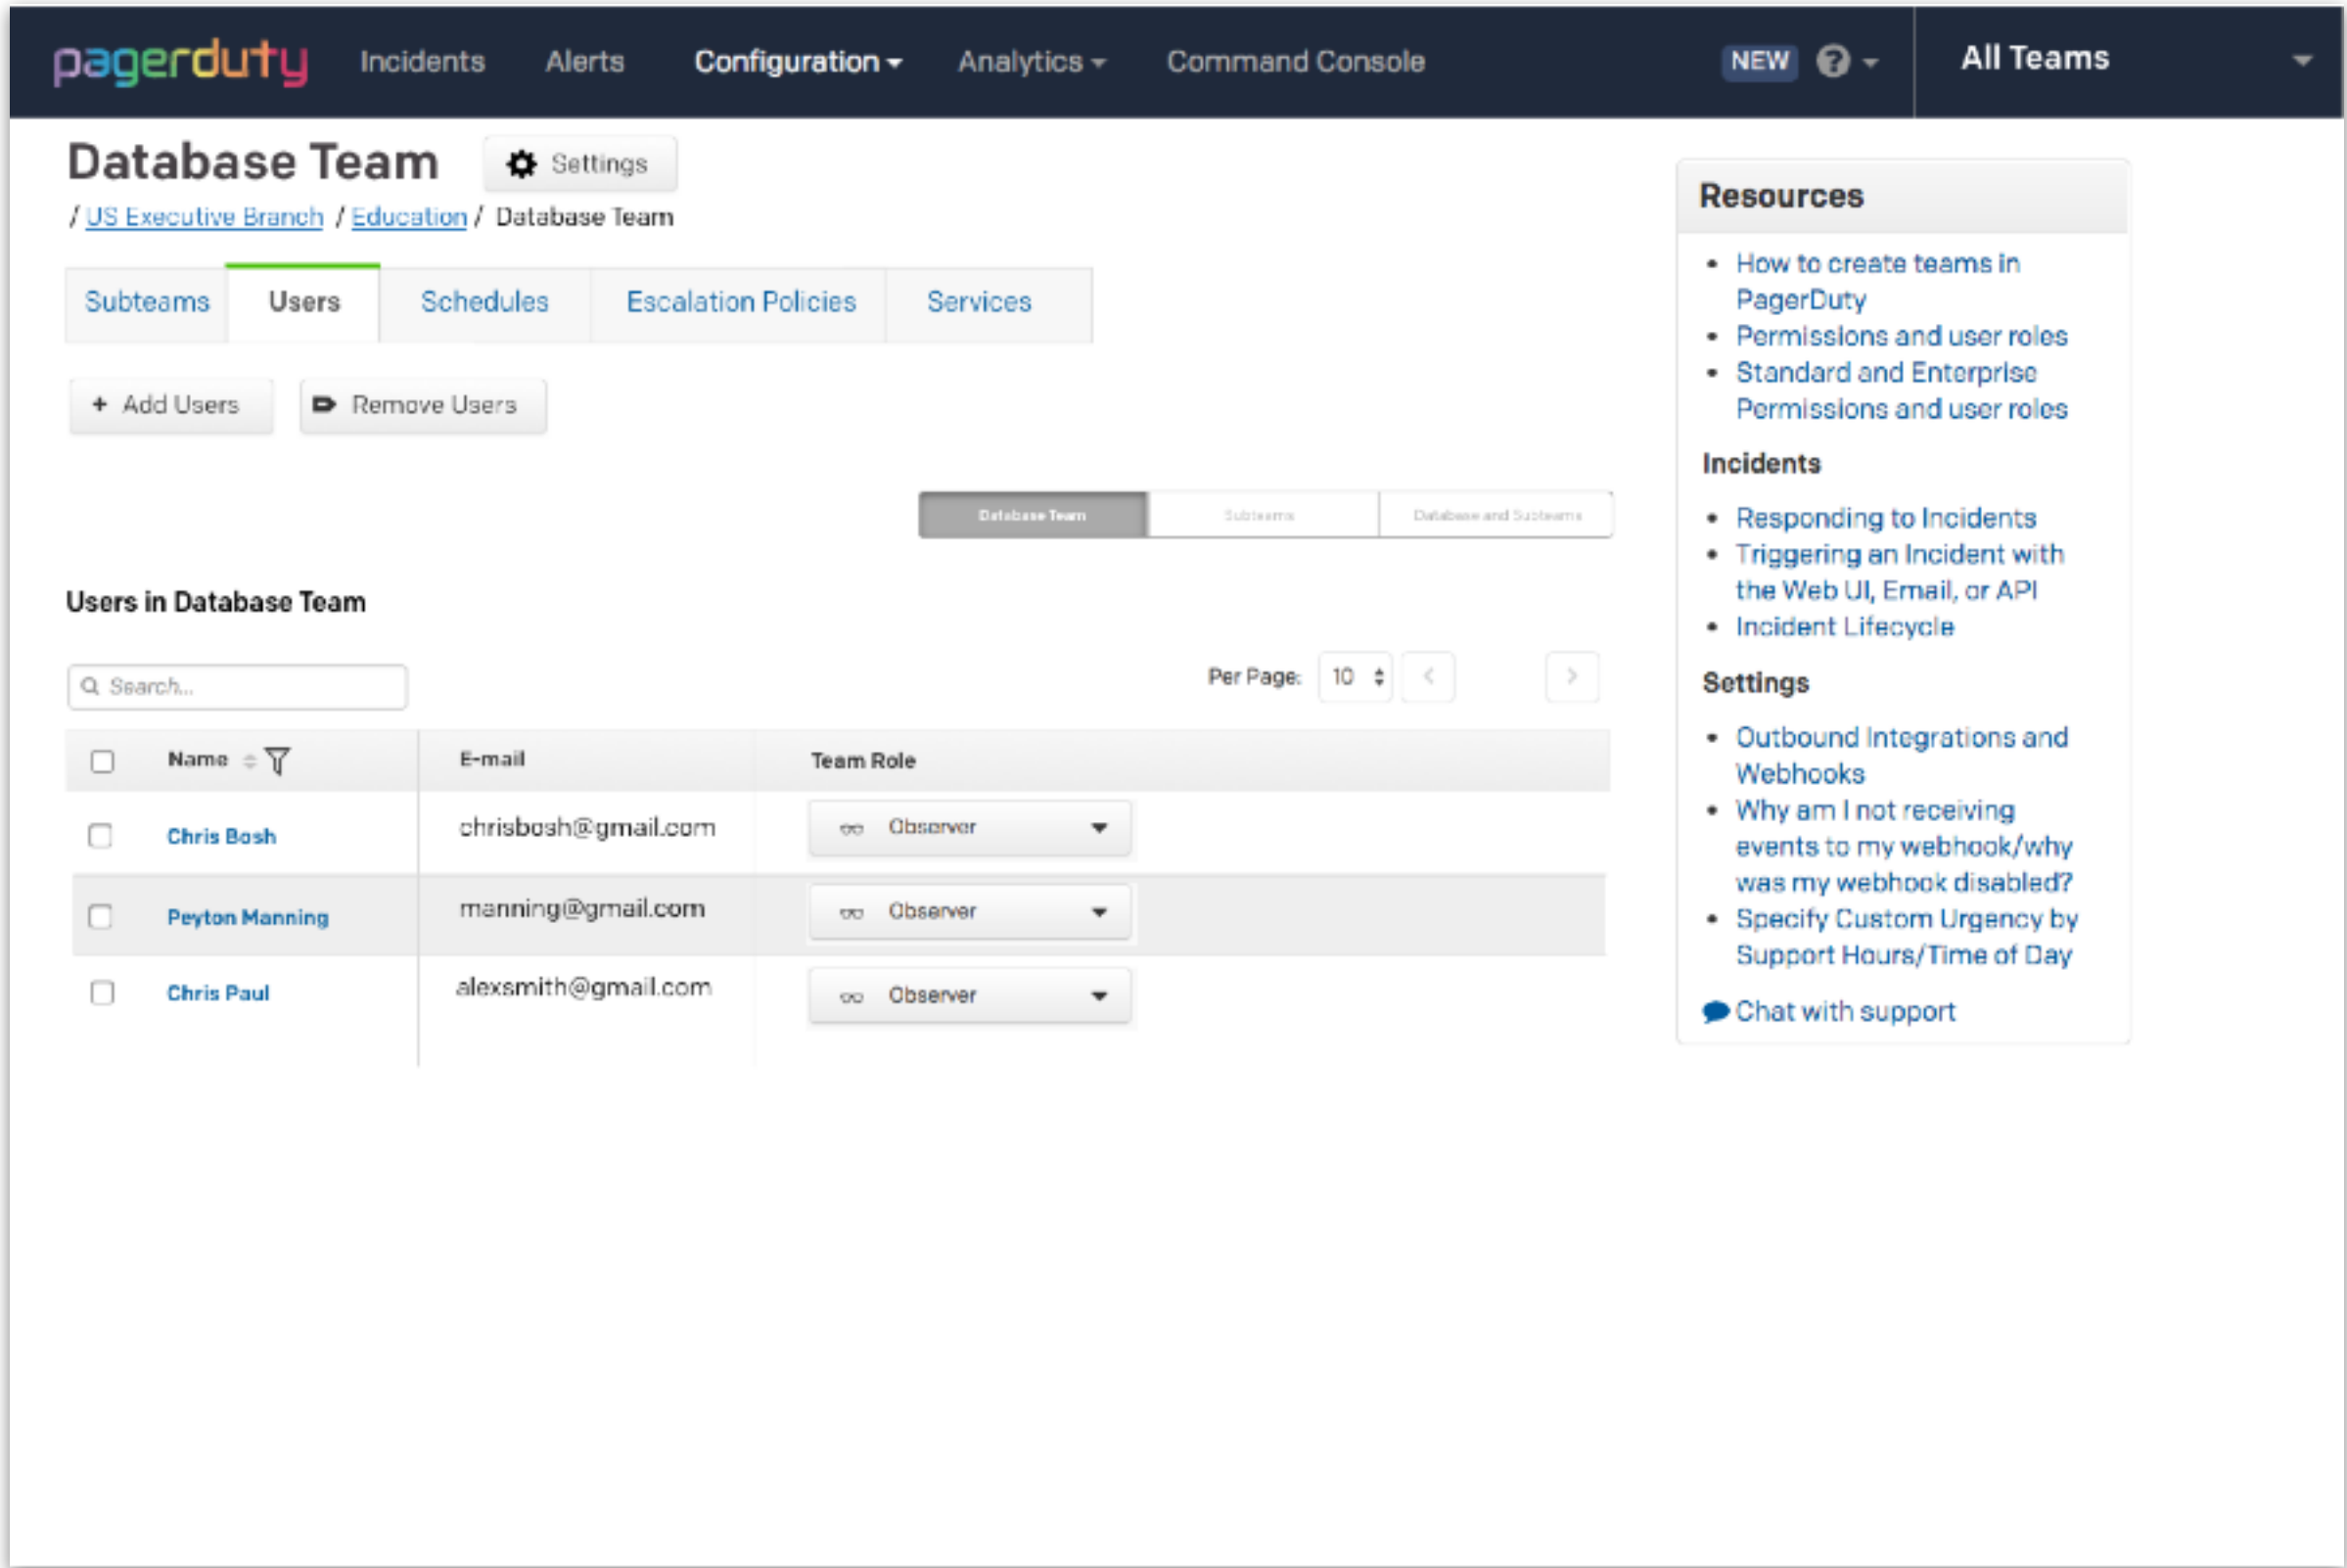 pagerduty Incidents Alerts Configuration Analytics Command Console NEW ? All Teams
Database Team Settings
/ US Executive Branch / Education / Database Team
Subteams Users Schedules Escalation Policies Services
+ Add Users Remove Users
Database Team Subteams Database and Subteams
Users in Database Team
Search... Per Page: 10 < >
Name E-mail Team Role
Chris Bosh chrisbosh@gmail.com Observer
Peyton Manning manning@gmail.com Observer
Chris Paul alexsmith@gmail.com Observer
Resources
• How to create teams in
PagerDuty
• Permissions and user roles
• Standard and Enterprise
Permissions and user roles
Incidents
• Responding to Incidents
• Triggering an Incident with
the Web UI, Email, or API
• Incident Lifecycle
Settings
• Outbound Integrations and
Webhooks
• Why am I not receiving
events to my webhook/why
was my webhook disabled?
• Specify Custom Urgency by
Support Hours/Time of Day
Chat with support